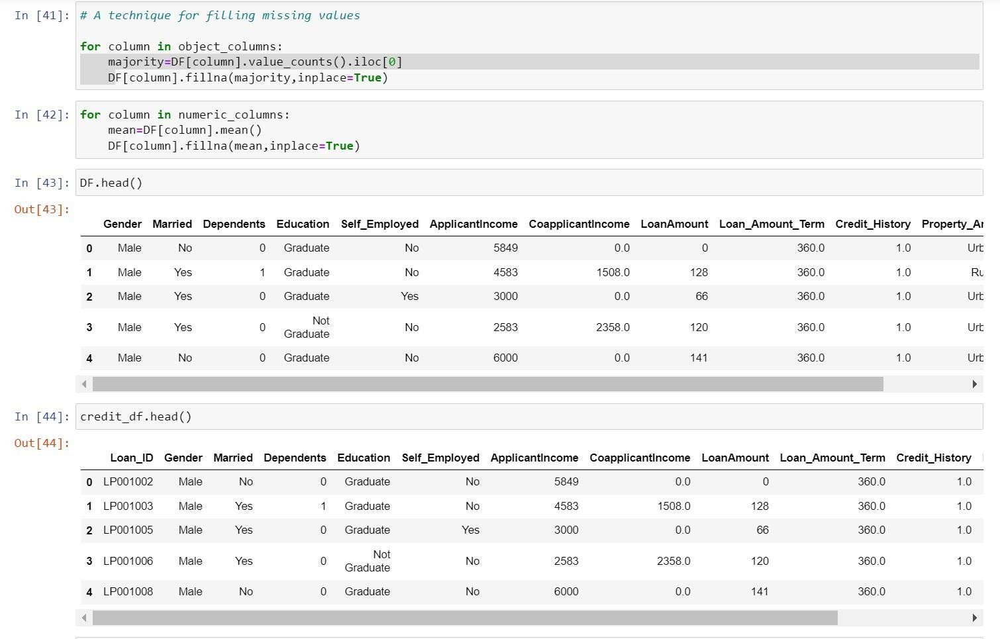 In [41]: # A technique for filling missing values
for column in object_columns:
majority=DF[column].value_counts().iloc[0]
DF[column].fillna(majority,inplace=True)
In [42]: for column in numeric_columns:
mean=DF[column].mean()
DF[column].fillna(mean,inplace=True)
In [43]: DF.head()
Out[43]:
Gender Married Dependents Education Self_Employed ApplicantIncome CoapplicantIncome LoanAmount Loan_Amount_Term Credit_History Property_Ar
0 Male No 0 Graduate No 5849 0.0 0 360.0 1.0 Urb
1 Male Yes 1 Graduate No 4583 1508.0 128 360.0 1.0 Ru
2 Male Yes 0 Graduate Yes 3000 0.0 66 360.0 1.0 Urb
3 Male Yes 0 Not Graduate No 2583 2358.0 120 360.0 1.0 Urb
4 Male No 0 Graduate No 6000 0.0 141 360.0 1.0 Urb
In [44]: credit_df.head()
Out[44]:
Loan_ID Gender Married Dependents Education Self_Employed ApplicantIncome CoapplicantIncome LoanAmount Loan_Amount_Term Credit_History
0 LP001002 Male No 0 Graduate No 5849 0.0 0 360.0 1.0
1 LP001003 Male Yes 1 Graduate No 4583 1508.0 128 360.0 1.0
2 LP001005 Male Yes 0 Graduate Yes 3000 0.0 66 360.0 1.0
3 LP001006 Male Yes 0 Not Graduate No 2583 2358.0 120 360.0 1.0
4 LP001008 Male No 0 Graduate No 6000 0.0 141 360.0 1.0